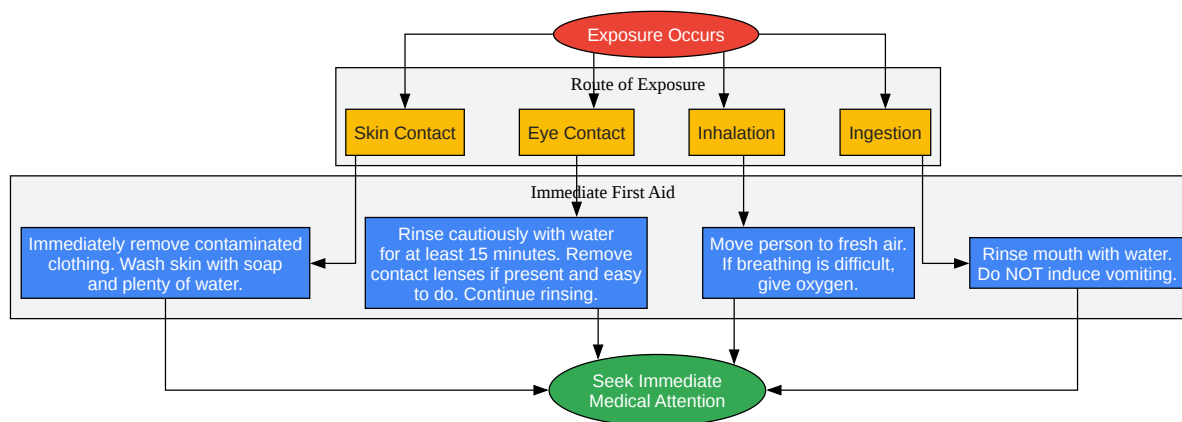 Exposure Occurs
Route of Exposure
Skin Contact
Eye Contact
Inhalation
Ingestion
Immediate First Aid
Immediately remove contaminated
clothing. Wash skin with soap
and plenty of water.
Rinse cautiously with water
for at least 15 minutes. Remove
contact lenses if present and easy
to do. Continue rinsing.
Move person to fresh air.
If breathing is difficult,
give oxygen.
Rinse mouth with water.
Do NOT induce vomiting.
Seek Immediate
Medical Attention